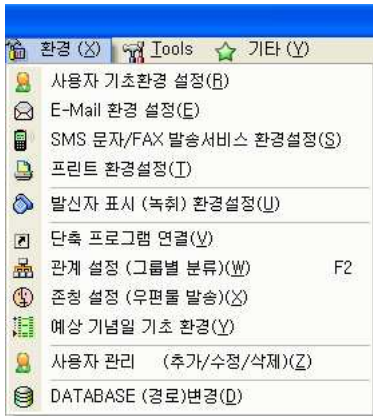 환경 (X) Tools 기타 (Y)
사용자 기초환경 설정(R)
E-Mail 환경 설정(E)
SMS 문자/FAX 발송서비스 환경설정(S)
프린트 환경설정(T)
발신자 표시 (녹취) 환경설정(U)
단축 프로그램 연결(V)
관계 설정 (그룹별 분류)(W) F2
존칭 설정 (우편물 발송)(X)
예상 기념일 기초 환경(Y)
사용자 관리 (추가/수정/삭제)(Z)
DATABASE (경로)변경(D)